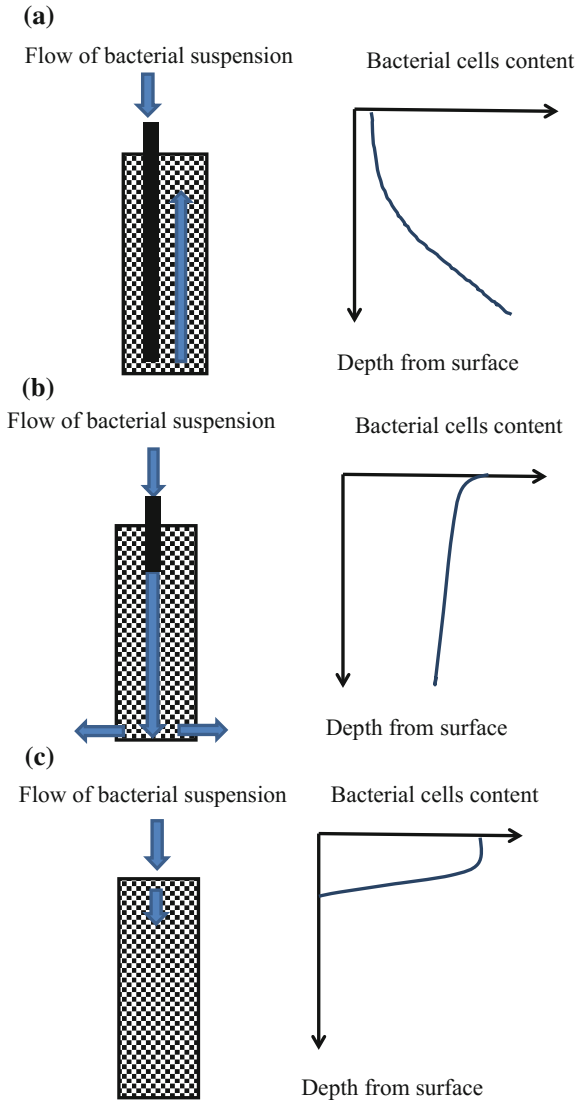 (a)
Flow of bacterial suspension
Bacterial cells content
Depth from surface
(b)
Flow of bacterial suspension
Bacterial cells content
Depth from surface
(c)
Flow of bacterial suspension
Bacterial cells content
Depth from surface